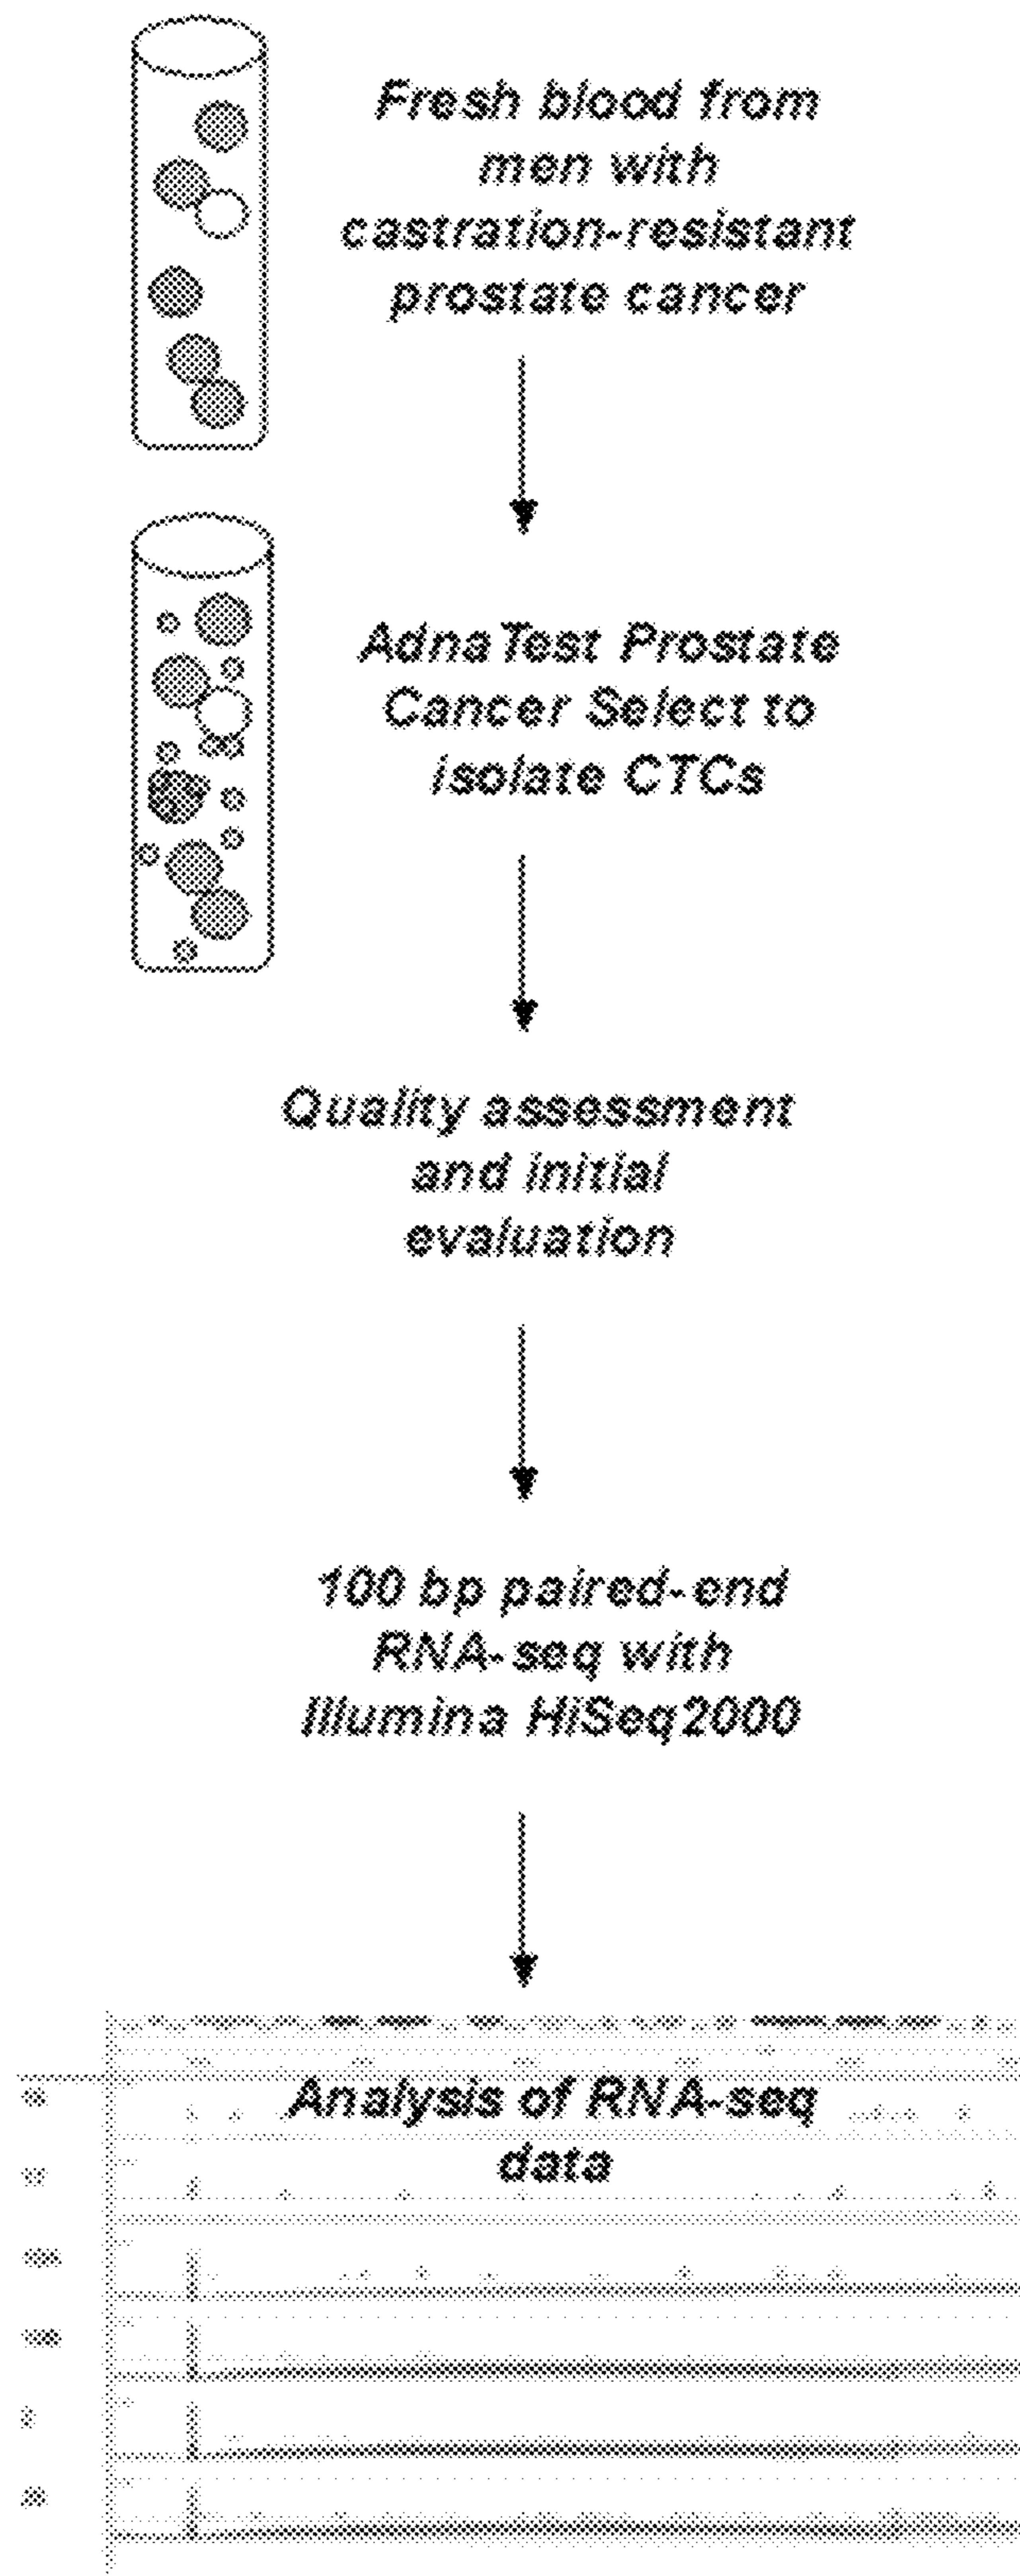 Fresh blood from
men with
castration-resistant
prostate cancer
AdnaTest Prostate
Cancer Select to
isolate CTCs
Quality assessment
and initial
evaluation
100 bp paired-end
RNA-seq with
Illumina HiSeq2000
Analysis of RNA-seq
data